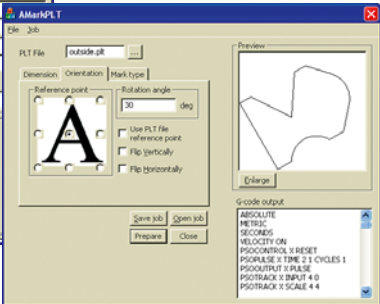 AMarkPLT
File Job
PLT File outside.plt ...
Dimension Orientation Mark type
Reference point
A
Rotation angle
30 deg
Use PLT file reference point
Flip Vertically
Flip Horizontally
Save job Open job
Prepare Close
Preview
Enlarge
G-code output
ABSOLUTE
METRIC
SECONDS
VELOCITY ON
PSOCONTROL X RESET
PSOPULSE X TIME 2 1 CYCLES 1
PSOOUTPUT X PULSE
PSOTRACK X INPUT 4 0
PSOTRACK X SCALE 4 4